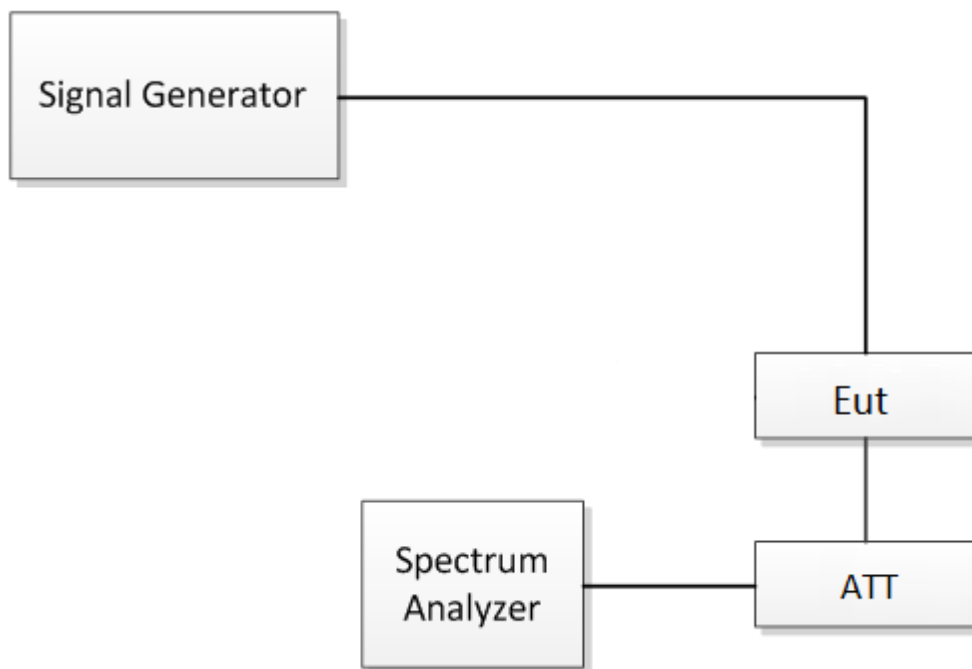 Signal Generator
Eut
Spectrum
Analyzer
ATT